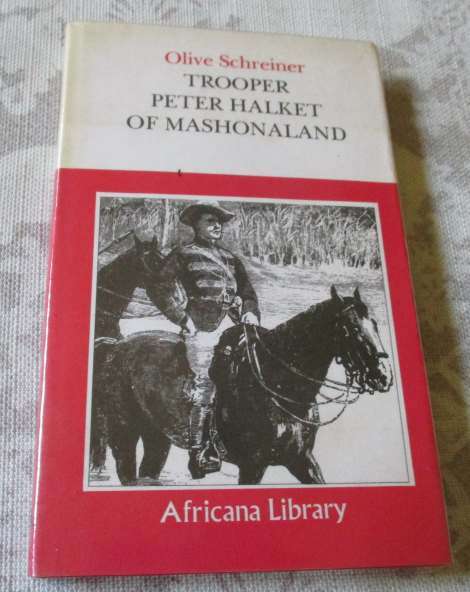 Olive Schreiner
TROOPER
PETER HALKET
OF MASHONALAND
Africana Library